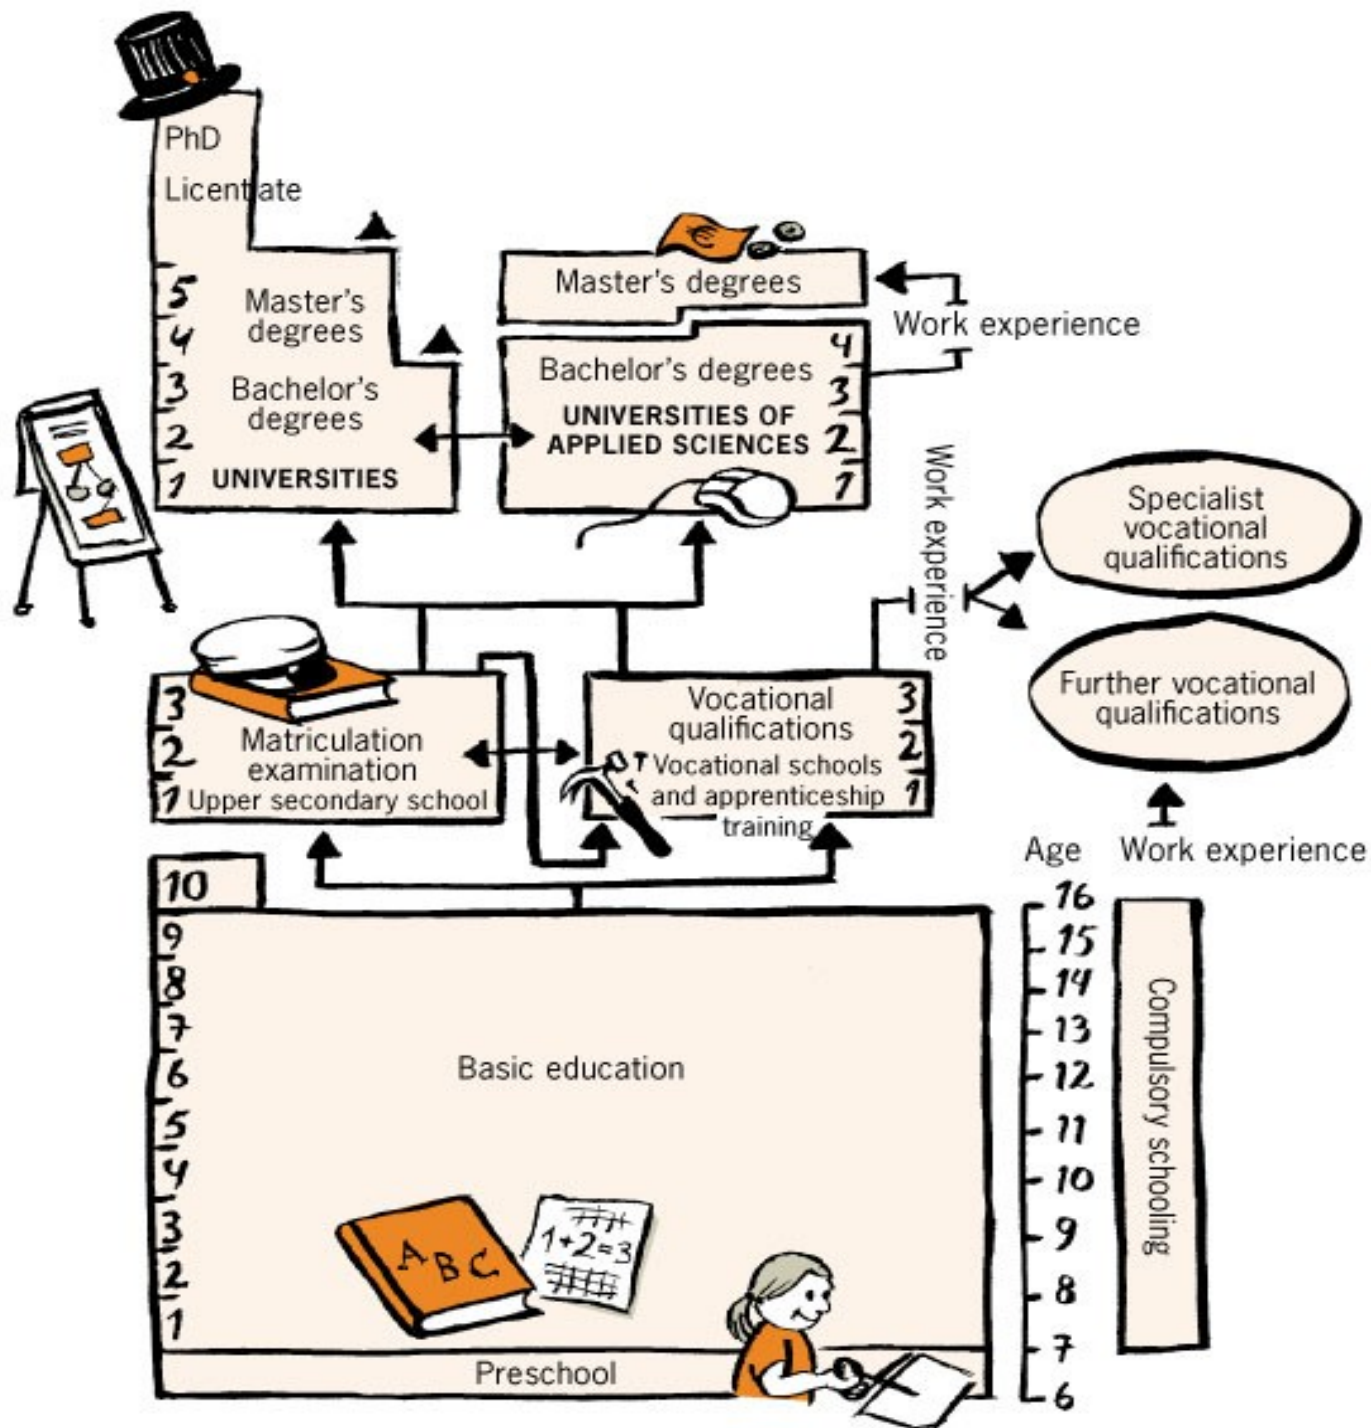 PhD
Licentiate
5
4
3
2
1
Master's
degrees
Bachelor's
degrees
UNIVERSITIES
€
Master's degrees
Work experience
Bachelor's degrees
UNIVERSITIES OF
APPLIED SCIENCES
4
3
2
1
Work experience
Specialist
vocational
qualifications
Further vocational
qualifications
Work experience
3
2
1
Matriculation
examination
Upper secondary school
Vocational
qualifications
Vocational schools
and apprenticeship
training
3
2
1
10
9
8
7
6
5
4
3
2
1
Basic education
A B C
1+2=3
Preschool
Age
16
15
14
13
12
11
10
9
8
7
6
Compulsory schooling